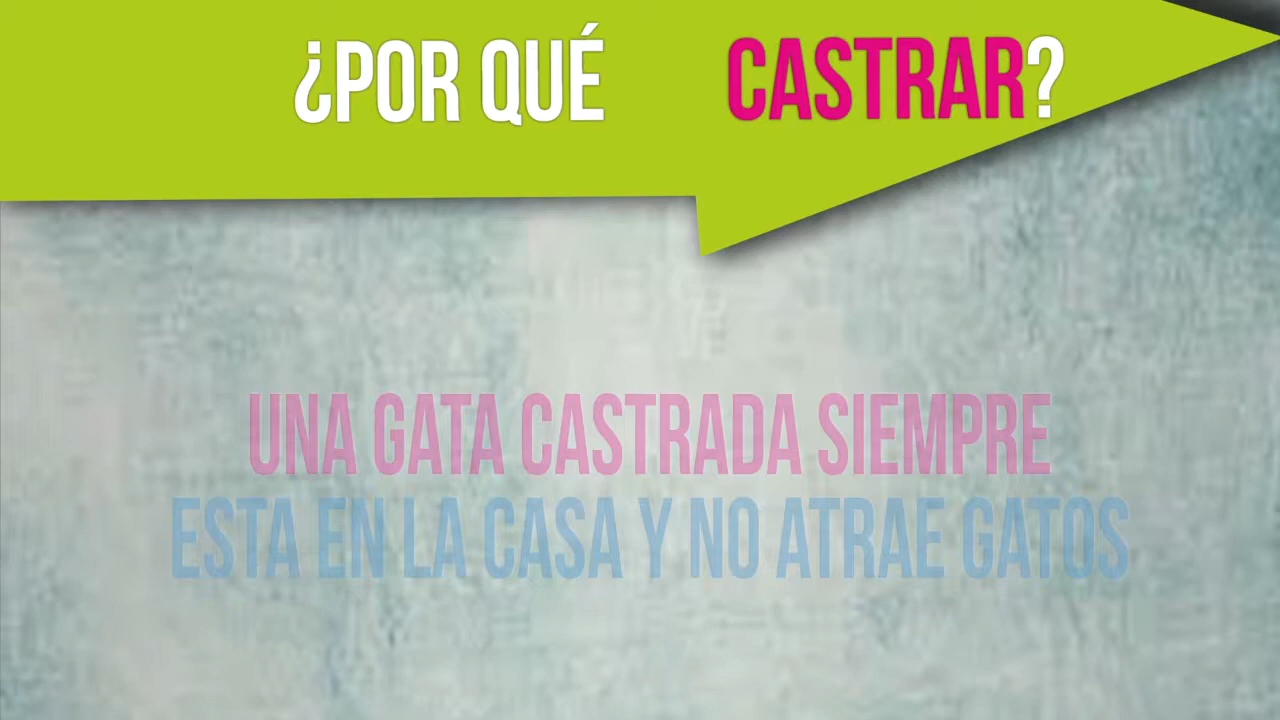 ¿POR QUÉ CASTRAR?
UNA GATA CASTRADA SIEMPRE
ESTA EN LA CASA Y NO ATRAE GATOS